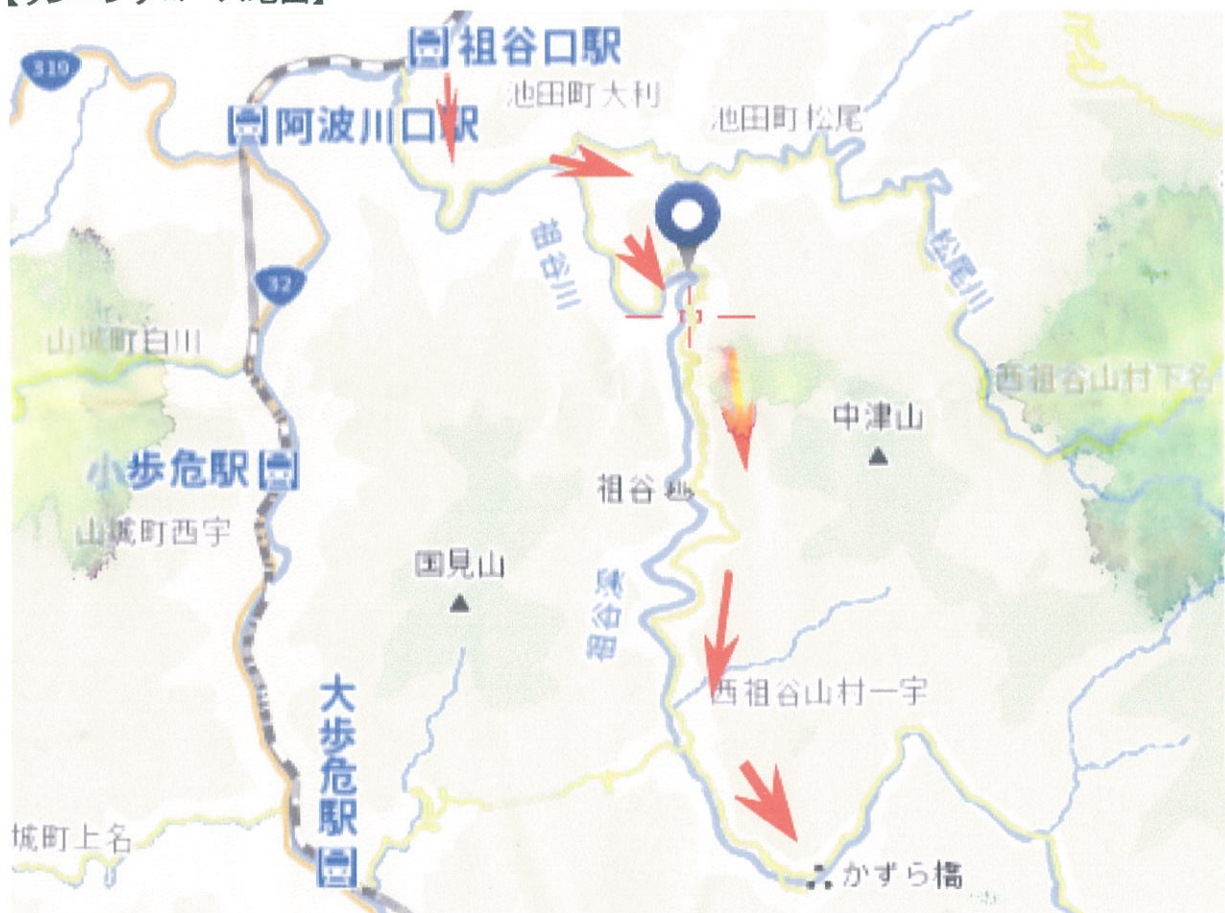 319
祖谷口駅
池田町大利
阿波川口駅
池田町松尾
祖谷川
松尾川
32
山城町白川
西祖谷山村下名
中津山
小歩危駅
祖谷
山城町西宇
国見山
祖谷渓
大歩危駅
西祖谷山村一宇
城町上名
かずら橋